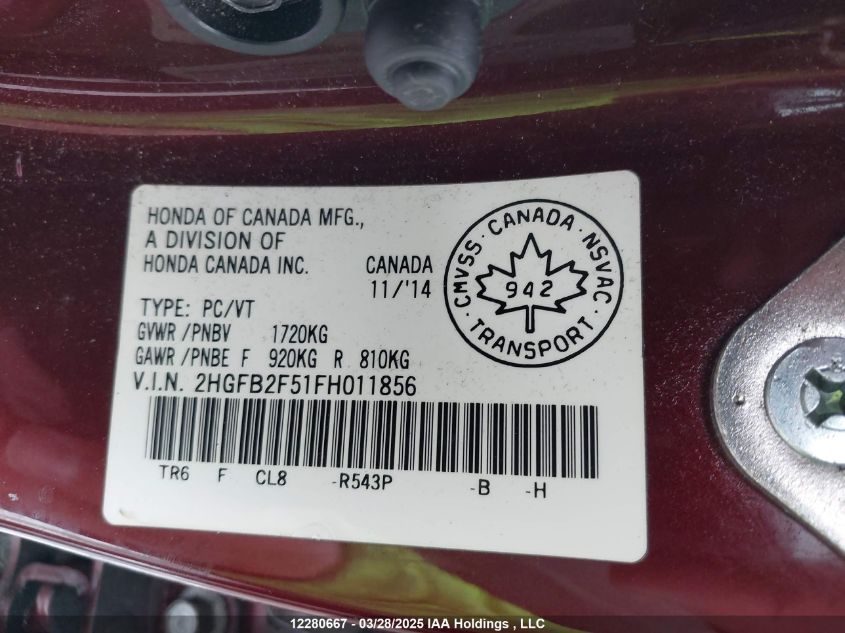 HONDA OF CANADA MFG.,
A DIVISION OF
HONDA CANADA INC. CANADA
11/'14
TYPE: PC/VT
GVWR /PNBV 1720KG
GAWR /PNBE F 920KG R 810KG
V.I.N. 2HGFB2F51FH011856
TR6 F CL8 -R543P -B -H
CMVSS · CANADA · NSVAC ·
942
TRANSPORT ·
12280667 - 03/28/2025 IAA Holdings , LLC